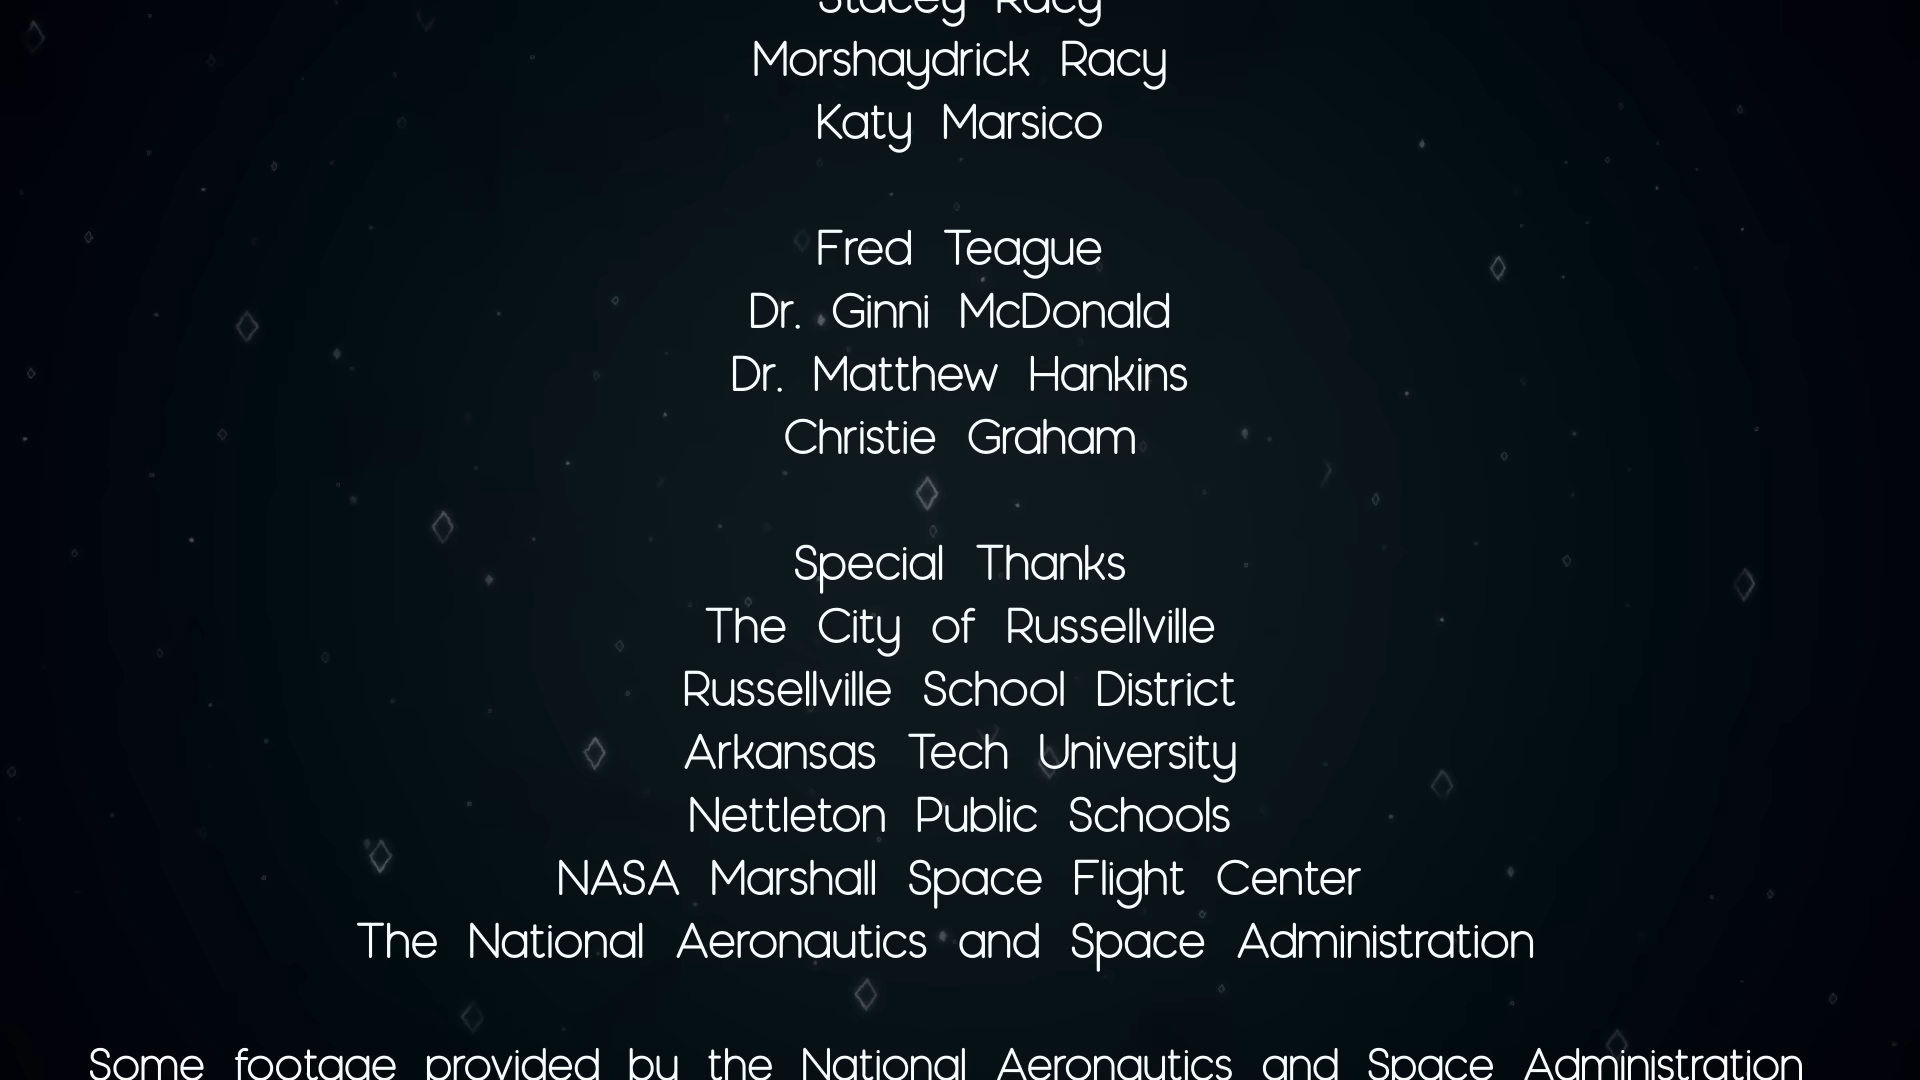 Stacey Racy
Morshaydrick Racy
Katy Marsico
Fred Teague
Dr. Ginni McDonald
Dr. Matthew Hankins
Christie Graham
Special Thanks
The City of Russellville
Russellville School District
Arkansas Tech University
Nettleton Public Schools
NASA Marshall Space Flight Center
The National Aeronautics and Space Administration
Some footage provided by the National Aeronautics and Space Administration